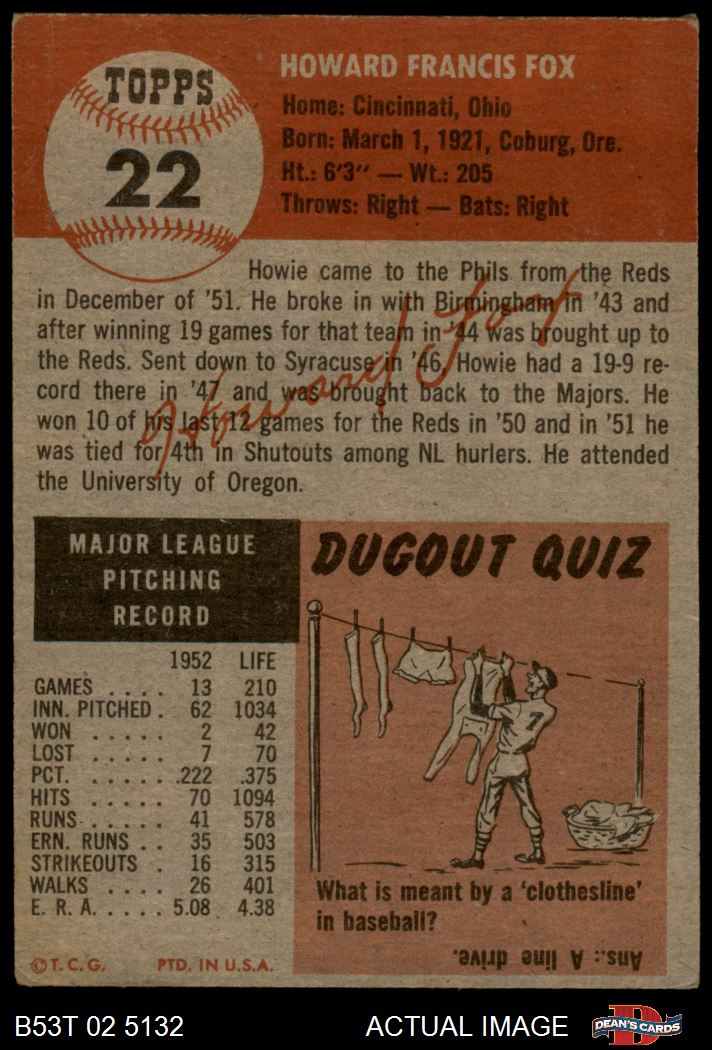 TOPPS
22
HOWARD FRANCIS FOX
Home: Cincinnati, Ohio
Born: March 1, 1921, Coburg, Ore.
Ht.: 6'3" — Wt.: 205
Throws: Right — Bats: Right
Howie came to the Phils from the Reds
in December of '51. He broke in with Birmingham in '43 and
after winning 19 games for that team in '44 was brought up to
the Reds. Sent down to Syracuse in '46, Howie had a 19-9 re-
cord there in '47 and was brought back to the Majors. He
won 10 of his last 12 games for the Reds in '50 and in '51 he
was tied for 4th in Shutouts among NL hurlers. He attended
the University of Oregon.
Howard Fox
MAJOR LEAGUE
PITCHING
RECORD
1952 LIFE
GAMES . . . . 13 210
INN. PITCHED . 62 1034
WON . . . . . 2 42
LOST . . . . . 7 70
PCT. . . . . . .222 .375
HITS . . . . . 70 1094
RUNS . . . . . 41 578
ERN. RUNS . . 35 503
STRIKEOUTS . 16 315
WALKS . . . . 26 401
E. R. A. . . . . 5.08 4.38
DUGOUT QUIZ
7
What is meant by a 'clothesline'
in baseball?
Ans.: A line drive.
©T.C.G. PTD. IN U.S.A.
B53T 02 5132
ACTUAL IMAGE
D
DEAN'S CARDS